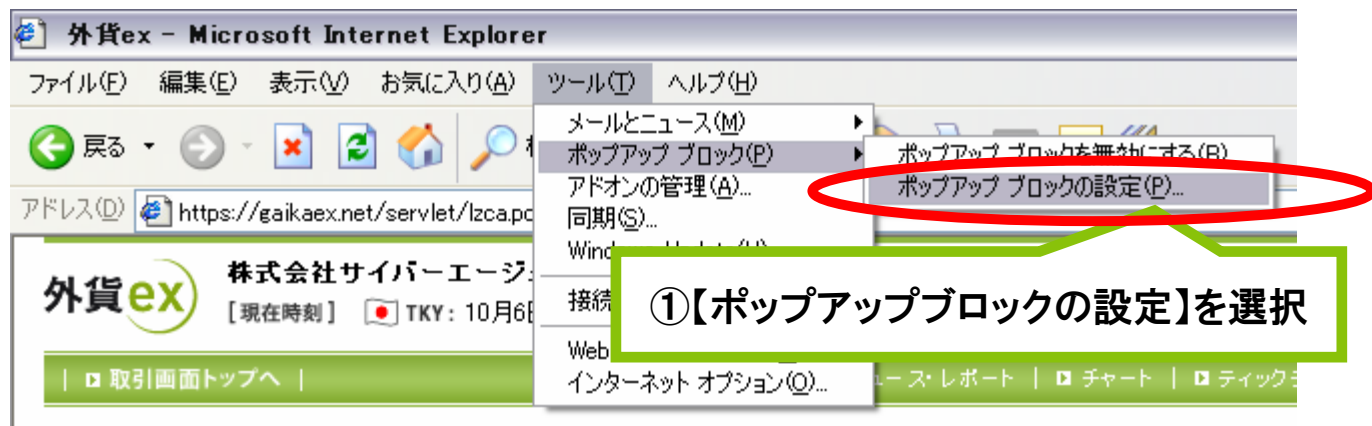 外貨ex - Microsoft Internet Explorer
ファイル(F) 編集(E) 表示(V) お気に入り(A) ツール(T) ヘルプ(H)
メールとニュース(M)
戻る
ポップアップ ブロック(P)
ポップアップ ブロックを無効にする(B)
アドオンの管理(A)...
ポップアップ ブロックの設定(P)...
アドレス(D) https://gaikaex.net/servlet/lzca.pc
同期(S)...
Windows Update(U)
外貨ex
株式会社サイバーエージ
[現在時刻] TKY: 10月6日
接続
①【ポップアップブロックの設定】を選択
Web
| 取引画面トップへ |
インターネット オプション(O)...
ース・レポート | チャート | ティック